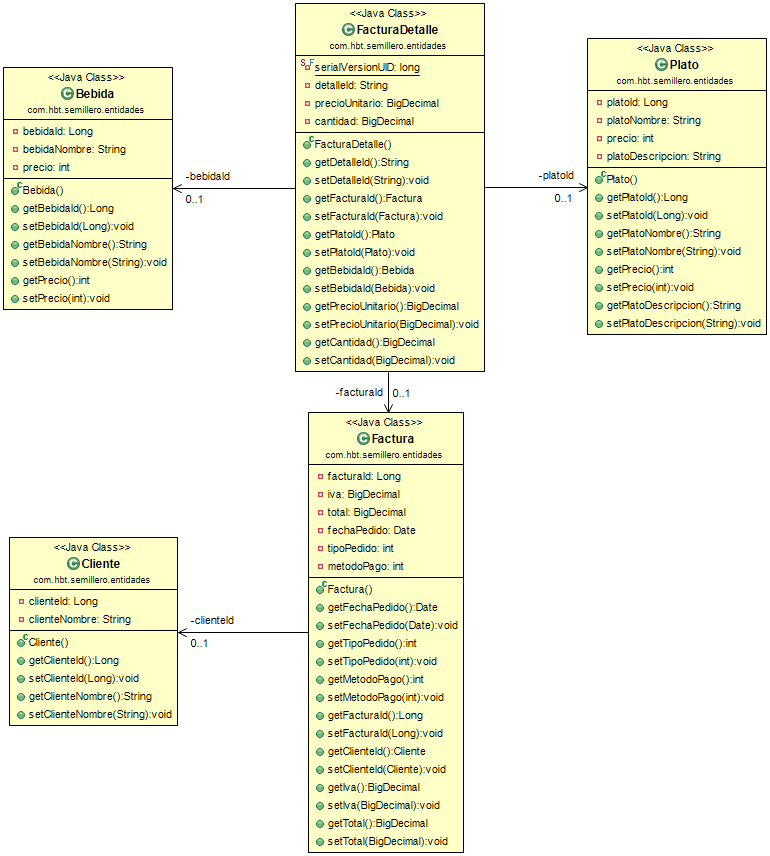 <<Java Class>>
FacturaDetalle
com.hbt.semillero.entidades
serialVersionUID: long
detalleId: String
precioUnitario: BigDecimal
cantidad: BigDecimal
FacturaDetalle()
getDetalleId():String
setDetalleId(String):void
getFacturaId():Factura
setFacturaId(Factura):void
getPlatoId():Plato
setPlatoId(Plato):void
getBebidaId():Bebida
setBebidaId(Bebida):void
getPrecioUnitario():BigDecimal
setPrecioUnitario(BigDecimal):void
getCantidad():BigDecimal
setCantidad(BigDecimal):void
<<Java Class>>
Bebida
com.hbt.semillero.entidades
bebidaId: Long
bebidaNombre: String
precio: int
Bebida()
getBebidaId():Long
setBebidaId(Long):void
getBebidaNombre():String
setBebidaNombre(String):void
getPrecio():int
setPrecio(int):void
-bebidaId
0..1
<<Java Class>>
Plato
com.hbt.semillero.entidades
platoId: Long
platoNombre: String
precio: int
platoDescripcion: String
Plato()
getPlatoId():Long
setPlatoId(Long):void
getPlatoNombre():String
setPlatoNombre(String):void
getPrecio():int
setPrecio(int):void
getPlatoDescripcion():String
setPlatoDescripcion(String):void
-platoId
0..1
-facturaId 0..1
<<Java Class>>
Factura
com.hbt.semillero.entidades
facturaId: Long
iva: BigDecimal
total: BigDecimal
fechaPedido: Date
tipoPedido: int
metodoPago: int
Factura()
getFechaPedido():Date
setFechaPedido(Date):void
getTipoPedido():int
setTipoPedido(int):void
getMetodoPago():int
setMetodoPago(int):void
getFacturaId():Long
setFacturaId(Long):void
getClienteId():Cliente
setClienteId(Cliente):void
getIva():BigDecimal
setIva(BigDecimal):void
getTotal():BigDecimal
setTotal(BigDecimal):void
<<Java Class>>
Cliente
com.hbt.semillero.entidades
clienteId: Long
clienteNombre: String
Cliente()
getClienteId():Long
setClienteId(Long):void
getClienteNombre():String
setClienteNombre(String):void
-clienteId
0..1